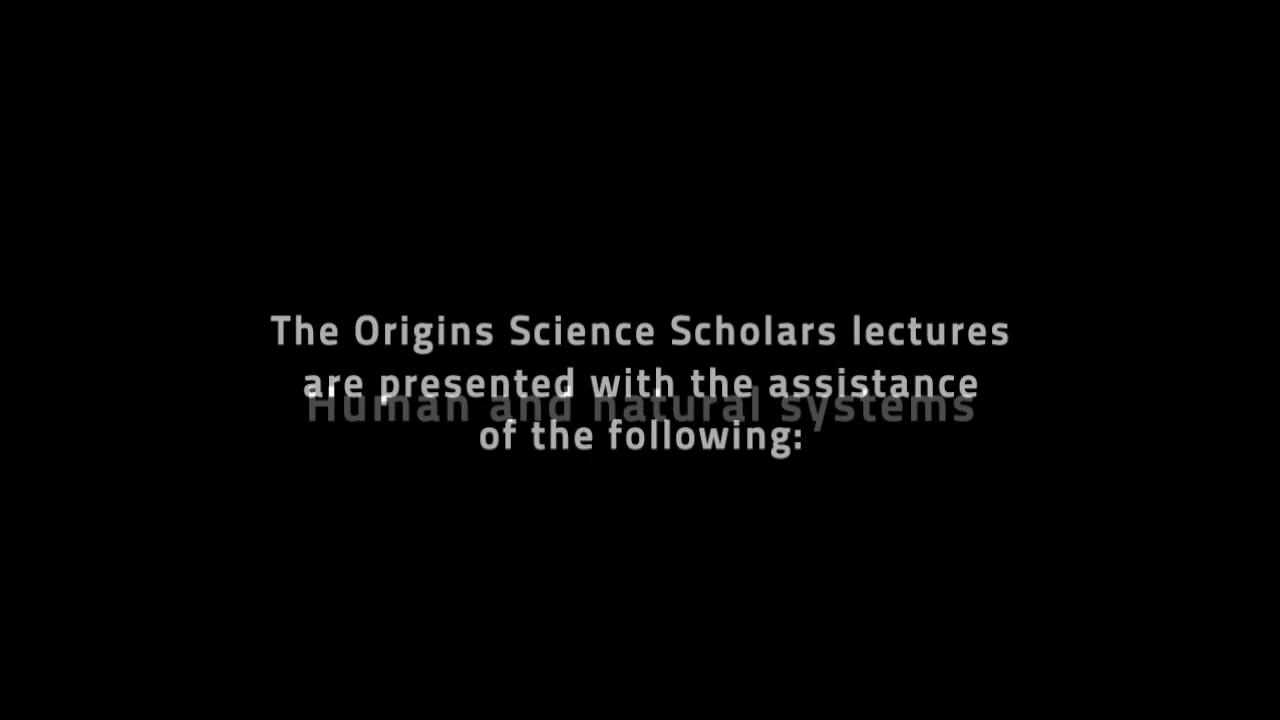 The Origins Science Scholars lectures
are presented with the assistance
Human and natural systems
of the following: